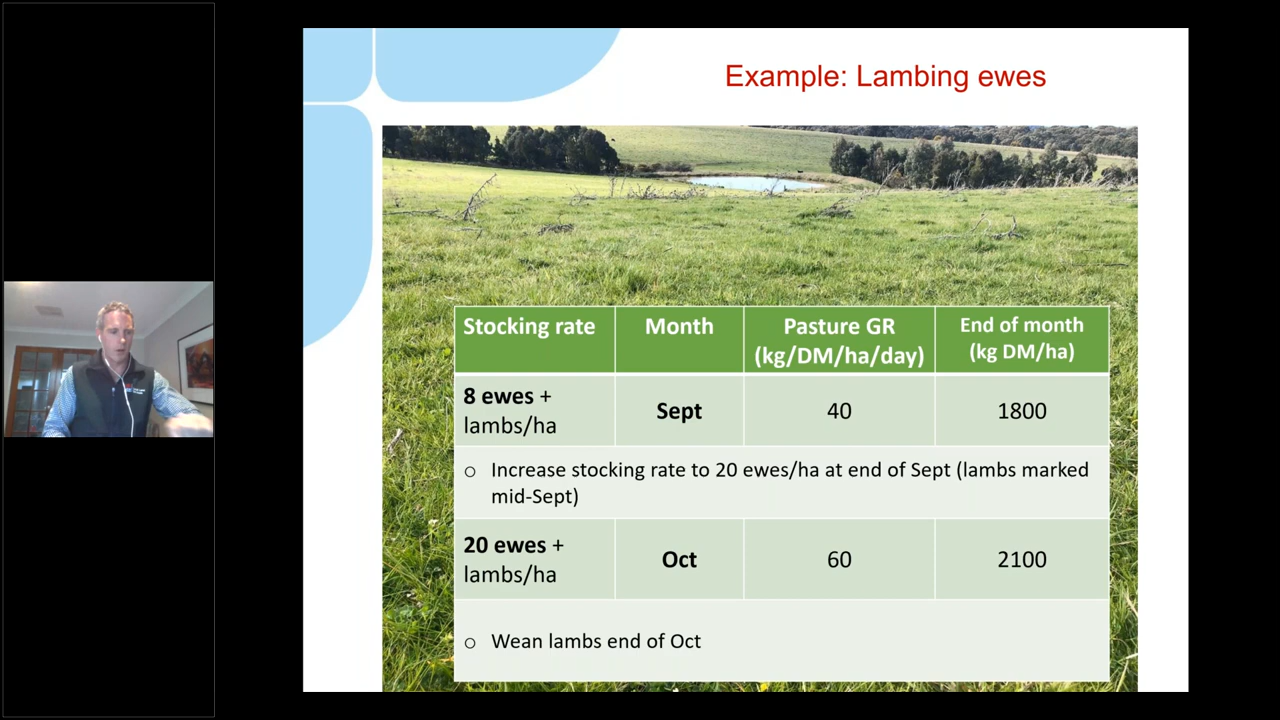 Example: Lambing ewes
Stocking rate
Month
Pasture GR
(kg/DM/ha/day)
End of month
(kg DM/ha)
8 ewes +
lambs/ha
Sept
40
1800
○ Increase stocking rate to 20 ewes/ha at end of Sept (lambs marked
mid-Sept)
20 ewes +
lambs/ha
Oct
60
2100
○ Wean lambs end of Oct